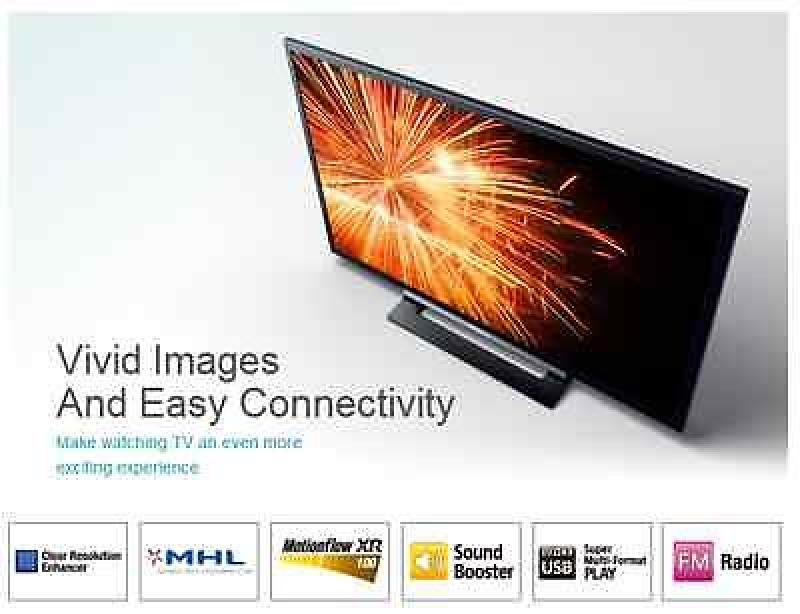 Vivid Images
And Easy Connectivity
Make watching TV an even more
exciting experience
Clear Resolution
Enhancer
MHL
Motionflow XR
100
Sound
Booster
USB
Super
Multi-Format
PLAY
FM Radio